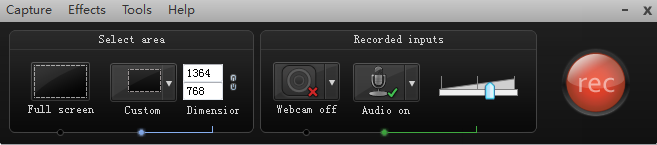 Capture Effects Tools Help
Select area
Recorded inputs
1364
768
Full screen
Custom
Dimension
Webcam off
Audio on
rec